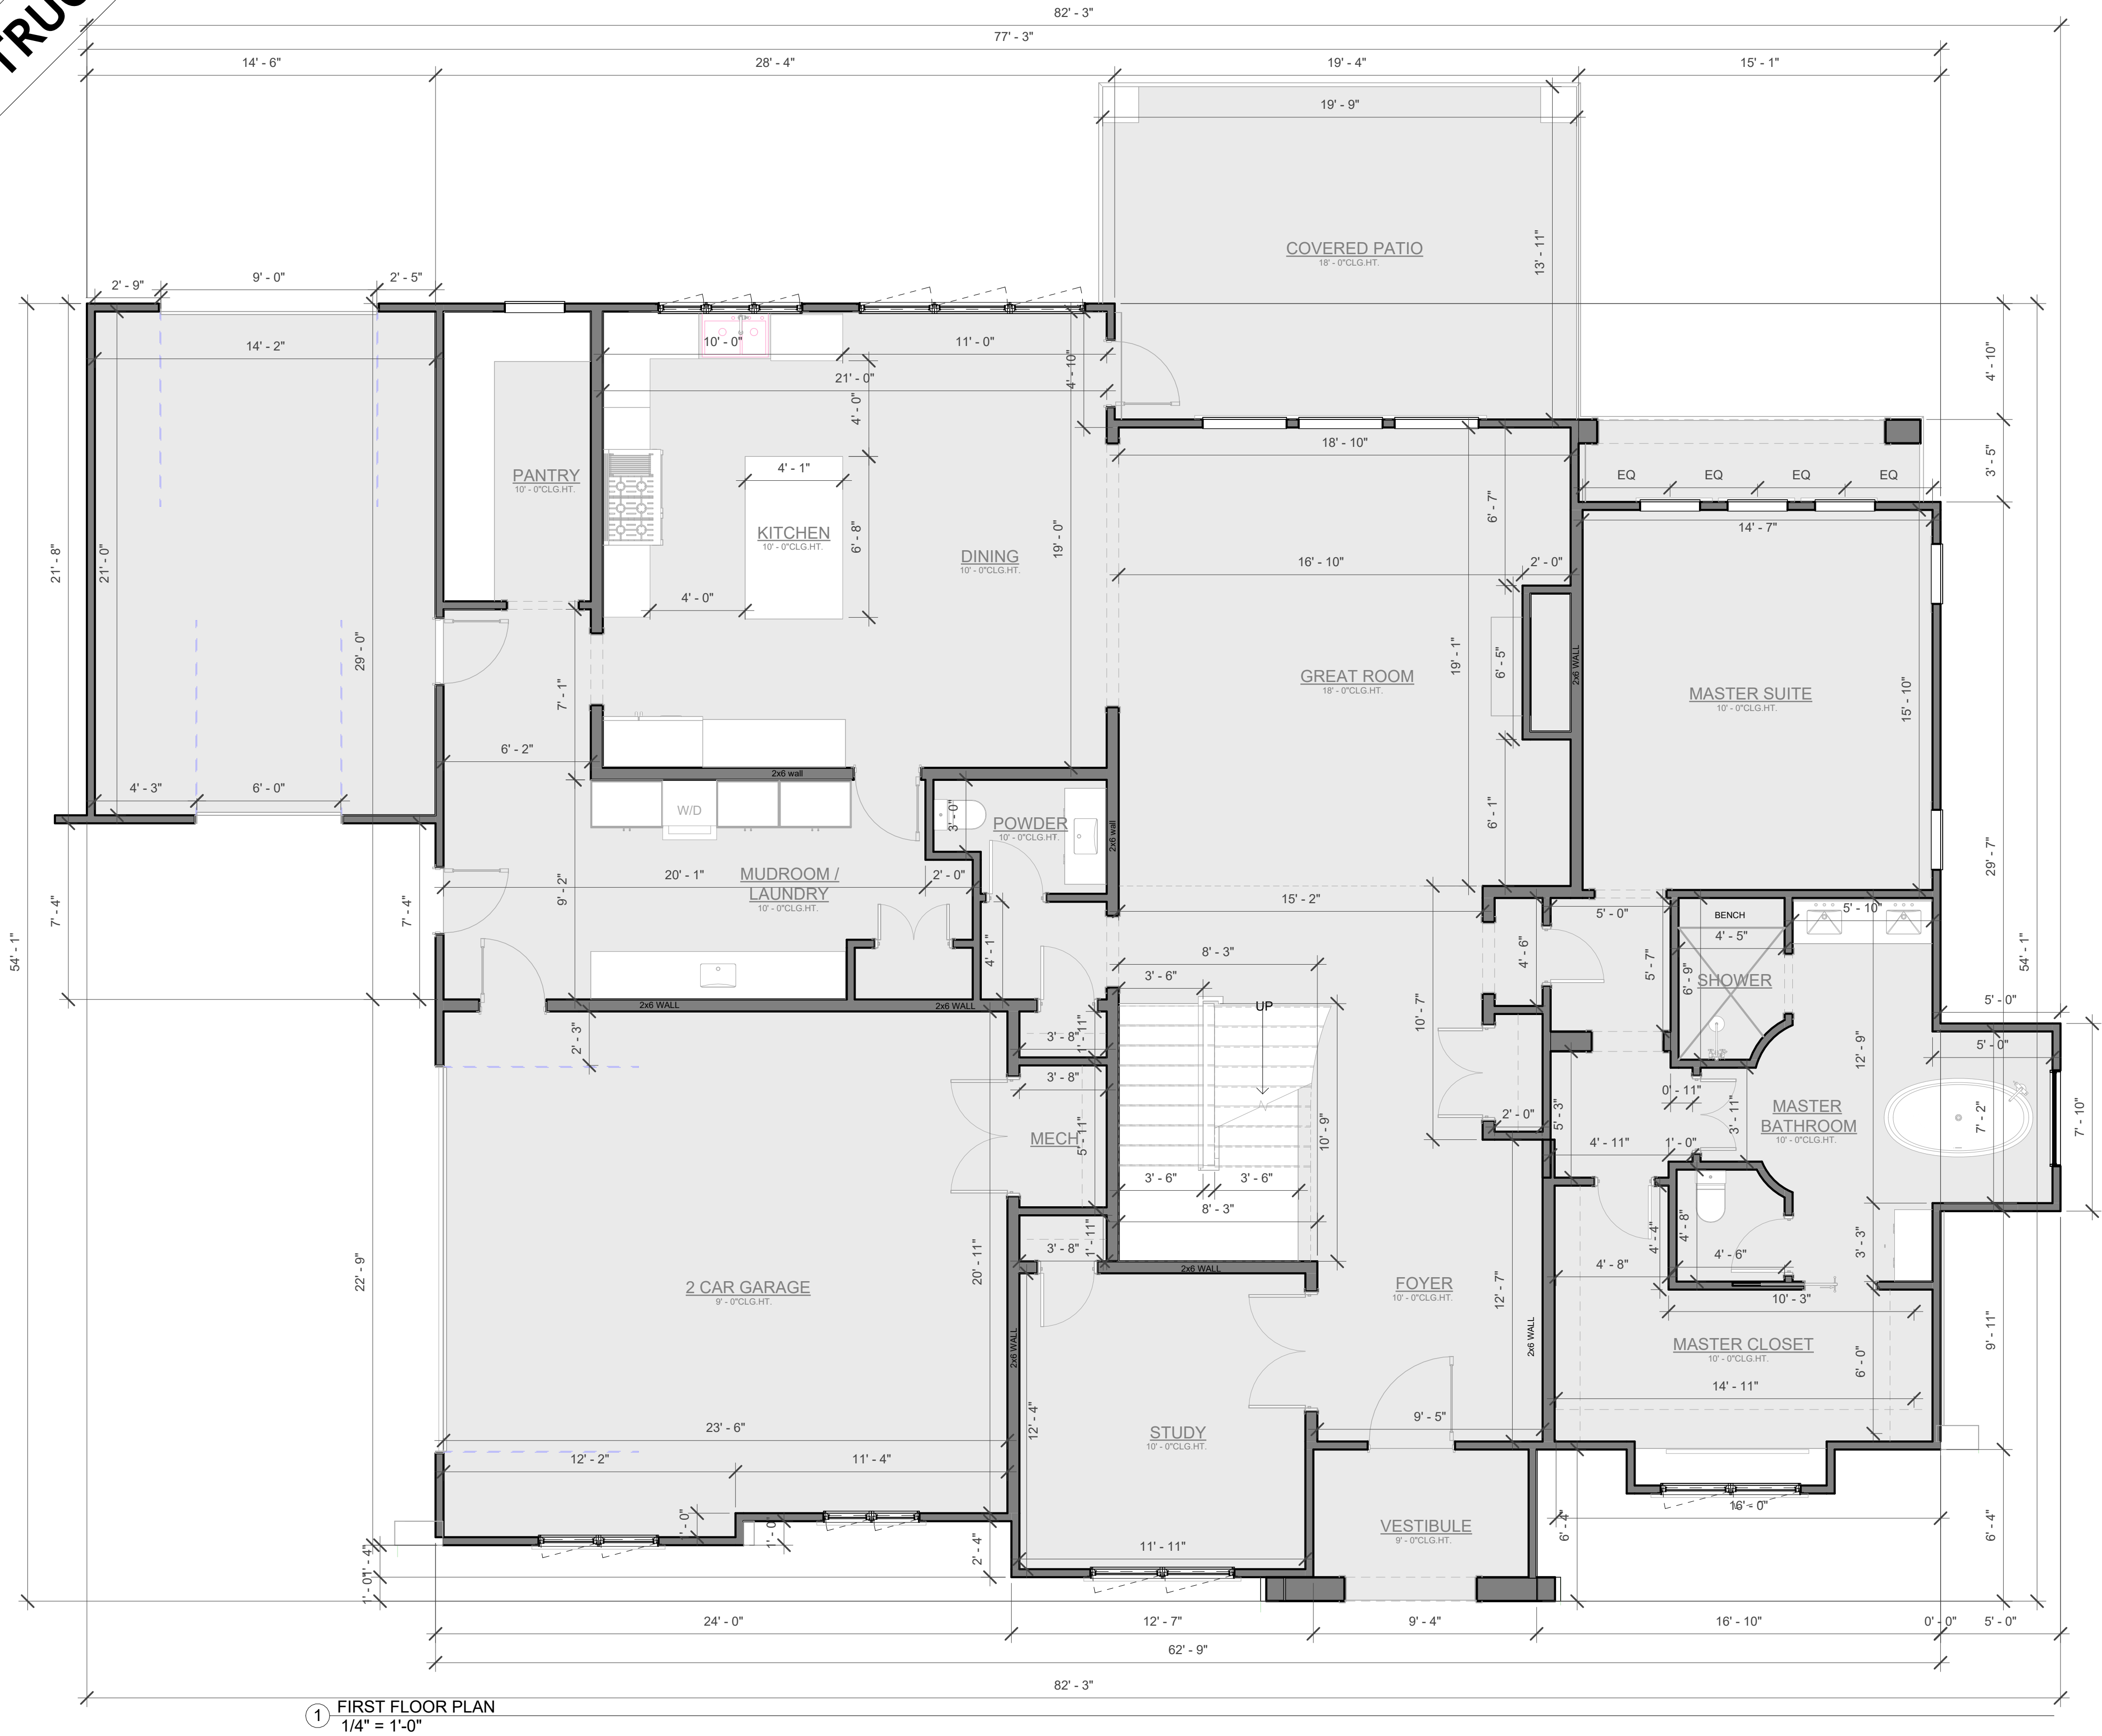 TRUC
82' - 3"
77' - 3"
14' - 6"
28' - 4"
19' - 4"
15' - 1"
19' - 9"
COVERED PATIO
18' - 0"CLG.HT.
13' - 11"
2' - 9"
9' - 0"
2' - 5"
14' - 2"
10' - 0"
11' - 0"
21' - 0"
4' - 10"
4' - 10"
4' - 0"
18' - 10"
3' - 5"
EQ
EQ
EQ
EQ
PANTRY
10' - 0"CLG.HT.
4' - 1"
6' - 7"
14' - 7"
KITCHEN
10' - 0"CLG.HT.
6' - 8"
DINING
10' - 0"CLG.HT.
19' - 0"
16' - 10"
2' - 0"
21' - 8"
21' - 0"
4' - 0"
29' - 0"
7' - 1"
GREAT ROOM
18' - 0"CLG.HT.
19' - 1"
6' - 5"
2x6 WALL
MASTER SUITE
10' - 0"CLG.HT.
15' - 10"
6' - 2"
2x6 wall
4' - 3"
6' - 0"
W/D
3' - 0"
POWDER
10' - 0"CLG.HT.
2x6 wall
6' - 1"
29' - 7"
20' - 1"
MUDROOM /
LAUNDRY
10' - 0"CLG.HT.
2' - 0"
9' - 2"
7' - 4"
7' - 4"
15' - 2"
5' - 0"
BENCH
5' - 10"
4' - 5"
54' - 1"
4' - 1"
8' - 3"
4' - 6"
5' - 7"
6' - 9"
SHOWER
54' - 1"
3' - 6"
2x6 WALL
2x6 WALL
UP
10' - 7"
5' - 0"
2' - 3"
3' - 8"
1' - 11"
12' - 9"
5' - 0"
3' - 8"
0' - 11"
2' - 0"
5' - 3"
3' - 11"
MASTER
BATHROOM
10' - 0"CLG.HT.
7' - 2"
7' - 10"
MECH
5' - 11"
10' - 9"
4' - 11"
1' - 0"
3' - 6"
3' - 6"
8' - 3"
3' - 8"
1' - 11"
4' - 4"
4' - 8"
4' - 6"
3' - 3"
4' - 8"
2x6 WALL
22' - 9"
2 CAR GARAGE
9' - 0"CLG.HT.
20' - 11"
FOYER
10' - 0"CLG.HT.
12' - 7"
10' - 3"
2x6 WALL
2x6 WALL
MASTER CLOSET
10' - 0"CLG.HT.
6' - 0"
9' - 11"
14' - 11"
23' - 6"
12' - 4"
STUDY
10' - 0"CLG.HT.
9' - 5"
12' - 2"
11' - 4"
1' - 0"
1' - 0"
2' - 4"
11' - 11"
VESTIBULE
9' - 0"CLG.HT.
6' - 4"
16' - 0"
6' - 4"
1' - 4"
1' - 0"
24' - 0"
12' - 7"
9' - 4"
16' - 10"
0' - 0"
5' - 0"
62' - 9"
82' - 3"
1
FIRST FLOOR PLAN
1/4" = 1'-0"